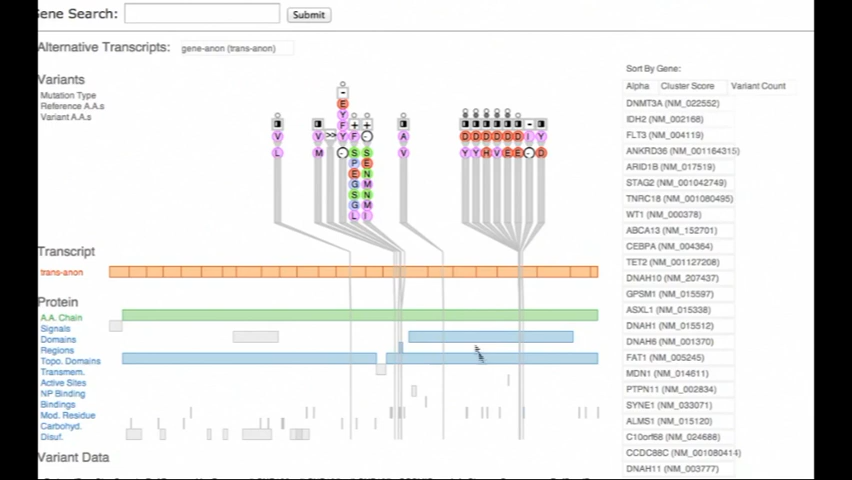 Gene Search:
Submit
Alternative Transcripts: gene-anon (trans-anon)
Variants
Mutation Type
Reference A.A.s
Variant A.A.s
Transcript
trans-anon
Protein
A.A. Chain
Signals
Domains
Regions
Topo. Domains
Transmem.
Active Sites
NP Binding
Bindings
Mod. Residue
Carbohyd.
Disuf.
Variant Data
Sort By Gene:
Alpha Cluster Score Variant Count
DNMT3A (NM_022552)
IDH2 (NM_002168)
FLT3 (NM_004119)
ANKRD36 (NM_001164315)
ARID1B (NM_017519)
STAG2 (NM_001042749)
TNRC18 (NM_001080495)
WT1 (NM_000378)
ABCA13 (NM_152701)
CEBPA (NM_004364)
TET2 (NM_001127208)
DNAH10 (NM_207437)
GPSM1 (NM_015597)
ASXL1 (NM_015338)
DNAH1 (NM_015512)
DNAH6 (NM_001370)
FAT1 (NM_005245)
MDN1 (NM_014611)
PTPN11 (NM_002834)
SYNE1 (NM_033071)
ALMS1 (NM_015120)
C10orf68 (NM_024688)
CCDC88C (NM_001080414)
DNAH11 (NM_003777)